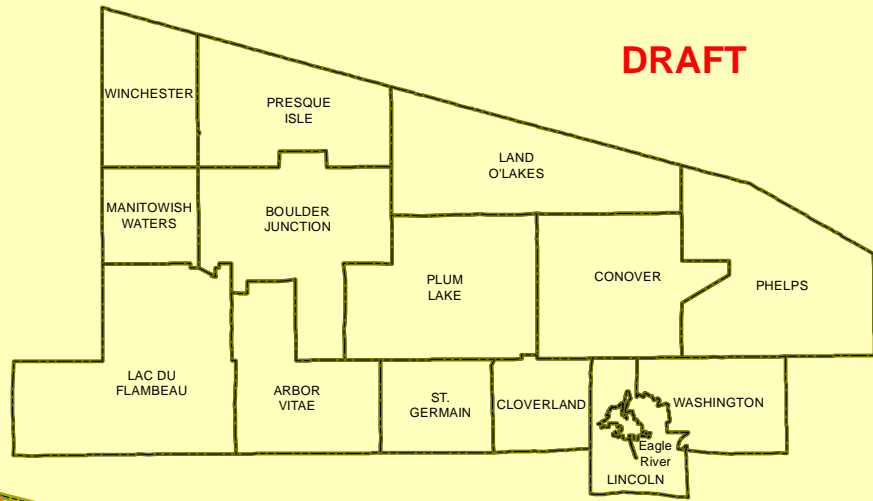 DRAFT
WINCHESTER
PRESQUE
ISLE
LAND
O'LAKES
MANITOWISH
WATERS
BOULDER
JUNCTION
PLUM
LAKE
CONOVER
PHELPS
LAC DU
FLAMBEAU
ARBOR
VITAE
ST.
GERMAIN
CLOVERLAND
WASHINGTON
Eagle
River
LINCOLN